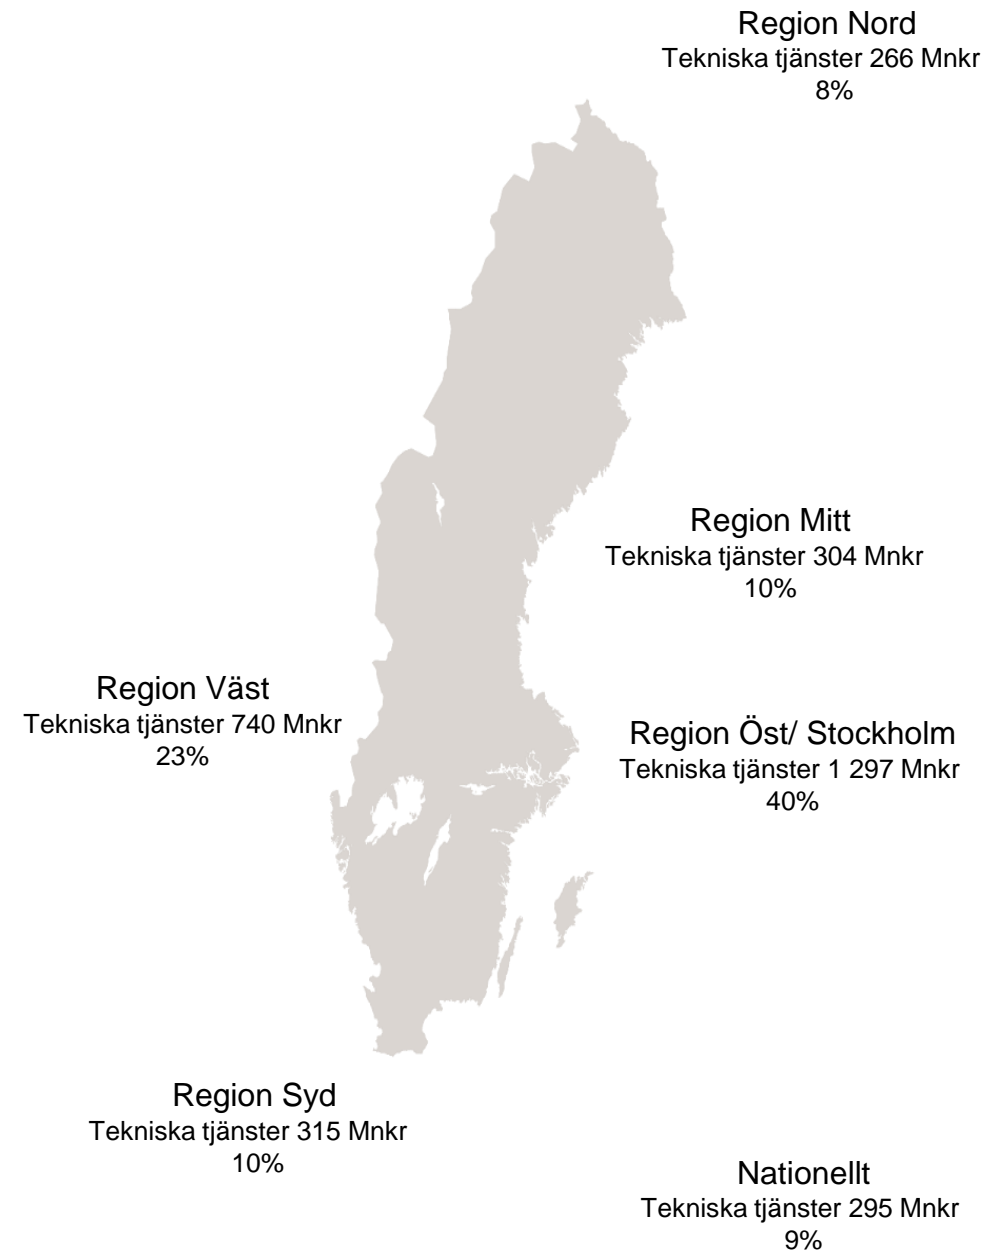 Region Nord
Tekniska tjänster 266 Mnkr
8%
Region Mitt
Tekniska tjänster 304 Mnkr
10%
Region Väst
Tekniska tjänster 740 Mnkr
23%
Region Öst/ Stockholm
Tekniska tjänster 1 297 Mnkr
40%
Region Syd
Tekniska tjänster 315 Mnkr
10%
Nationellt
Tekniska tjänster 295 Mnkr
9%